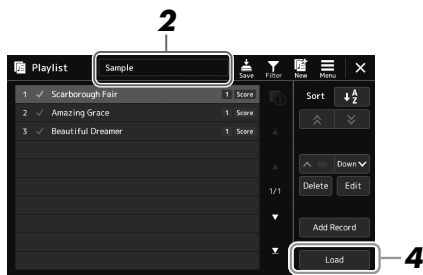 2
Playlist Sample Save Filter New Menu
1 Scarborough Fair 1 Score Sort
2 Amazing Grace 1 Score
3 Beautiful Dreamer 1 Score
Up Down
1/1 Delete Edit
Add Record
Load 4